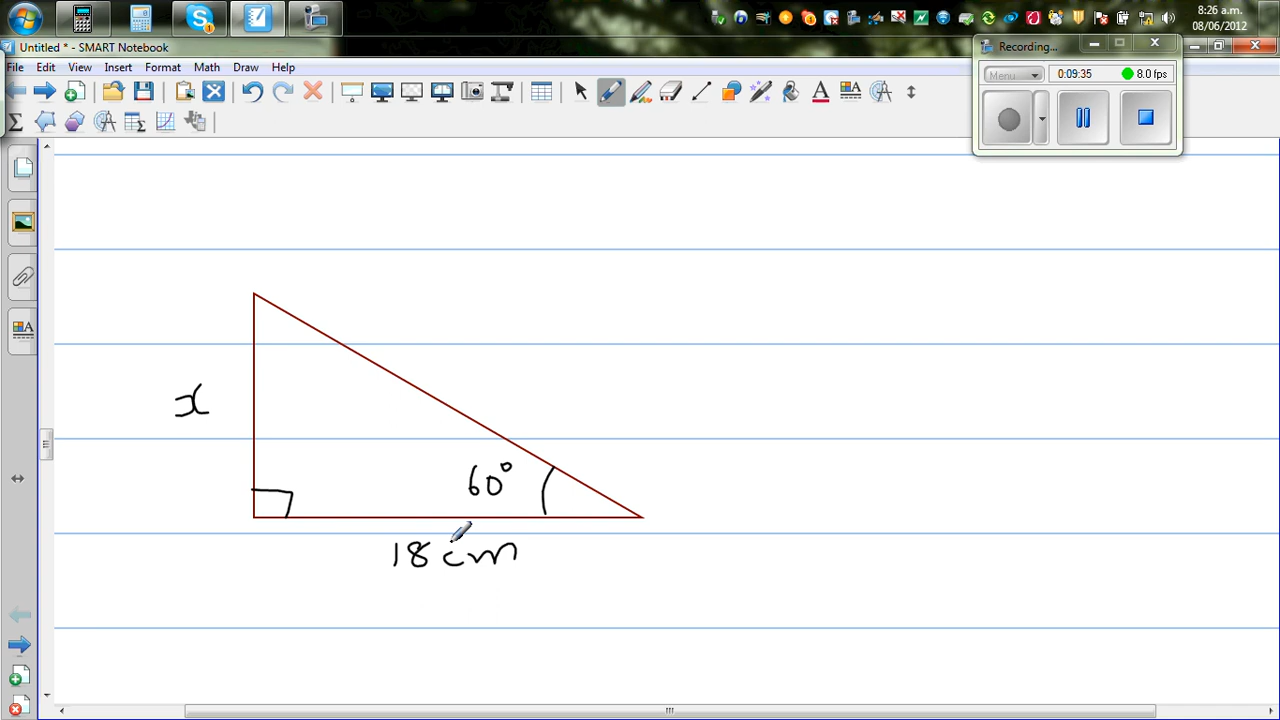 8:26 a.m.
08/06/2012
Untitled * - SMART Notebook
File Edit View Insert Format Math Draw Help
Recording...
Menu
0:09:35
8.0 fps
x
60°
18 cm